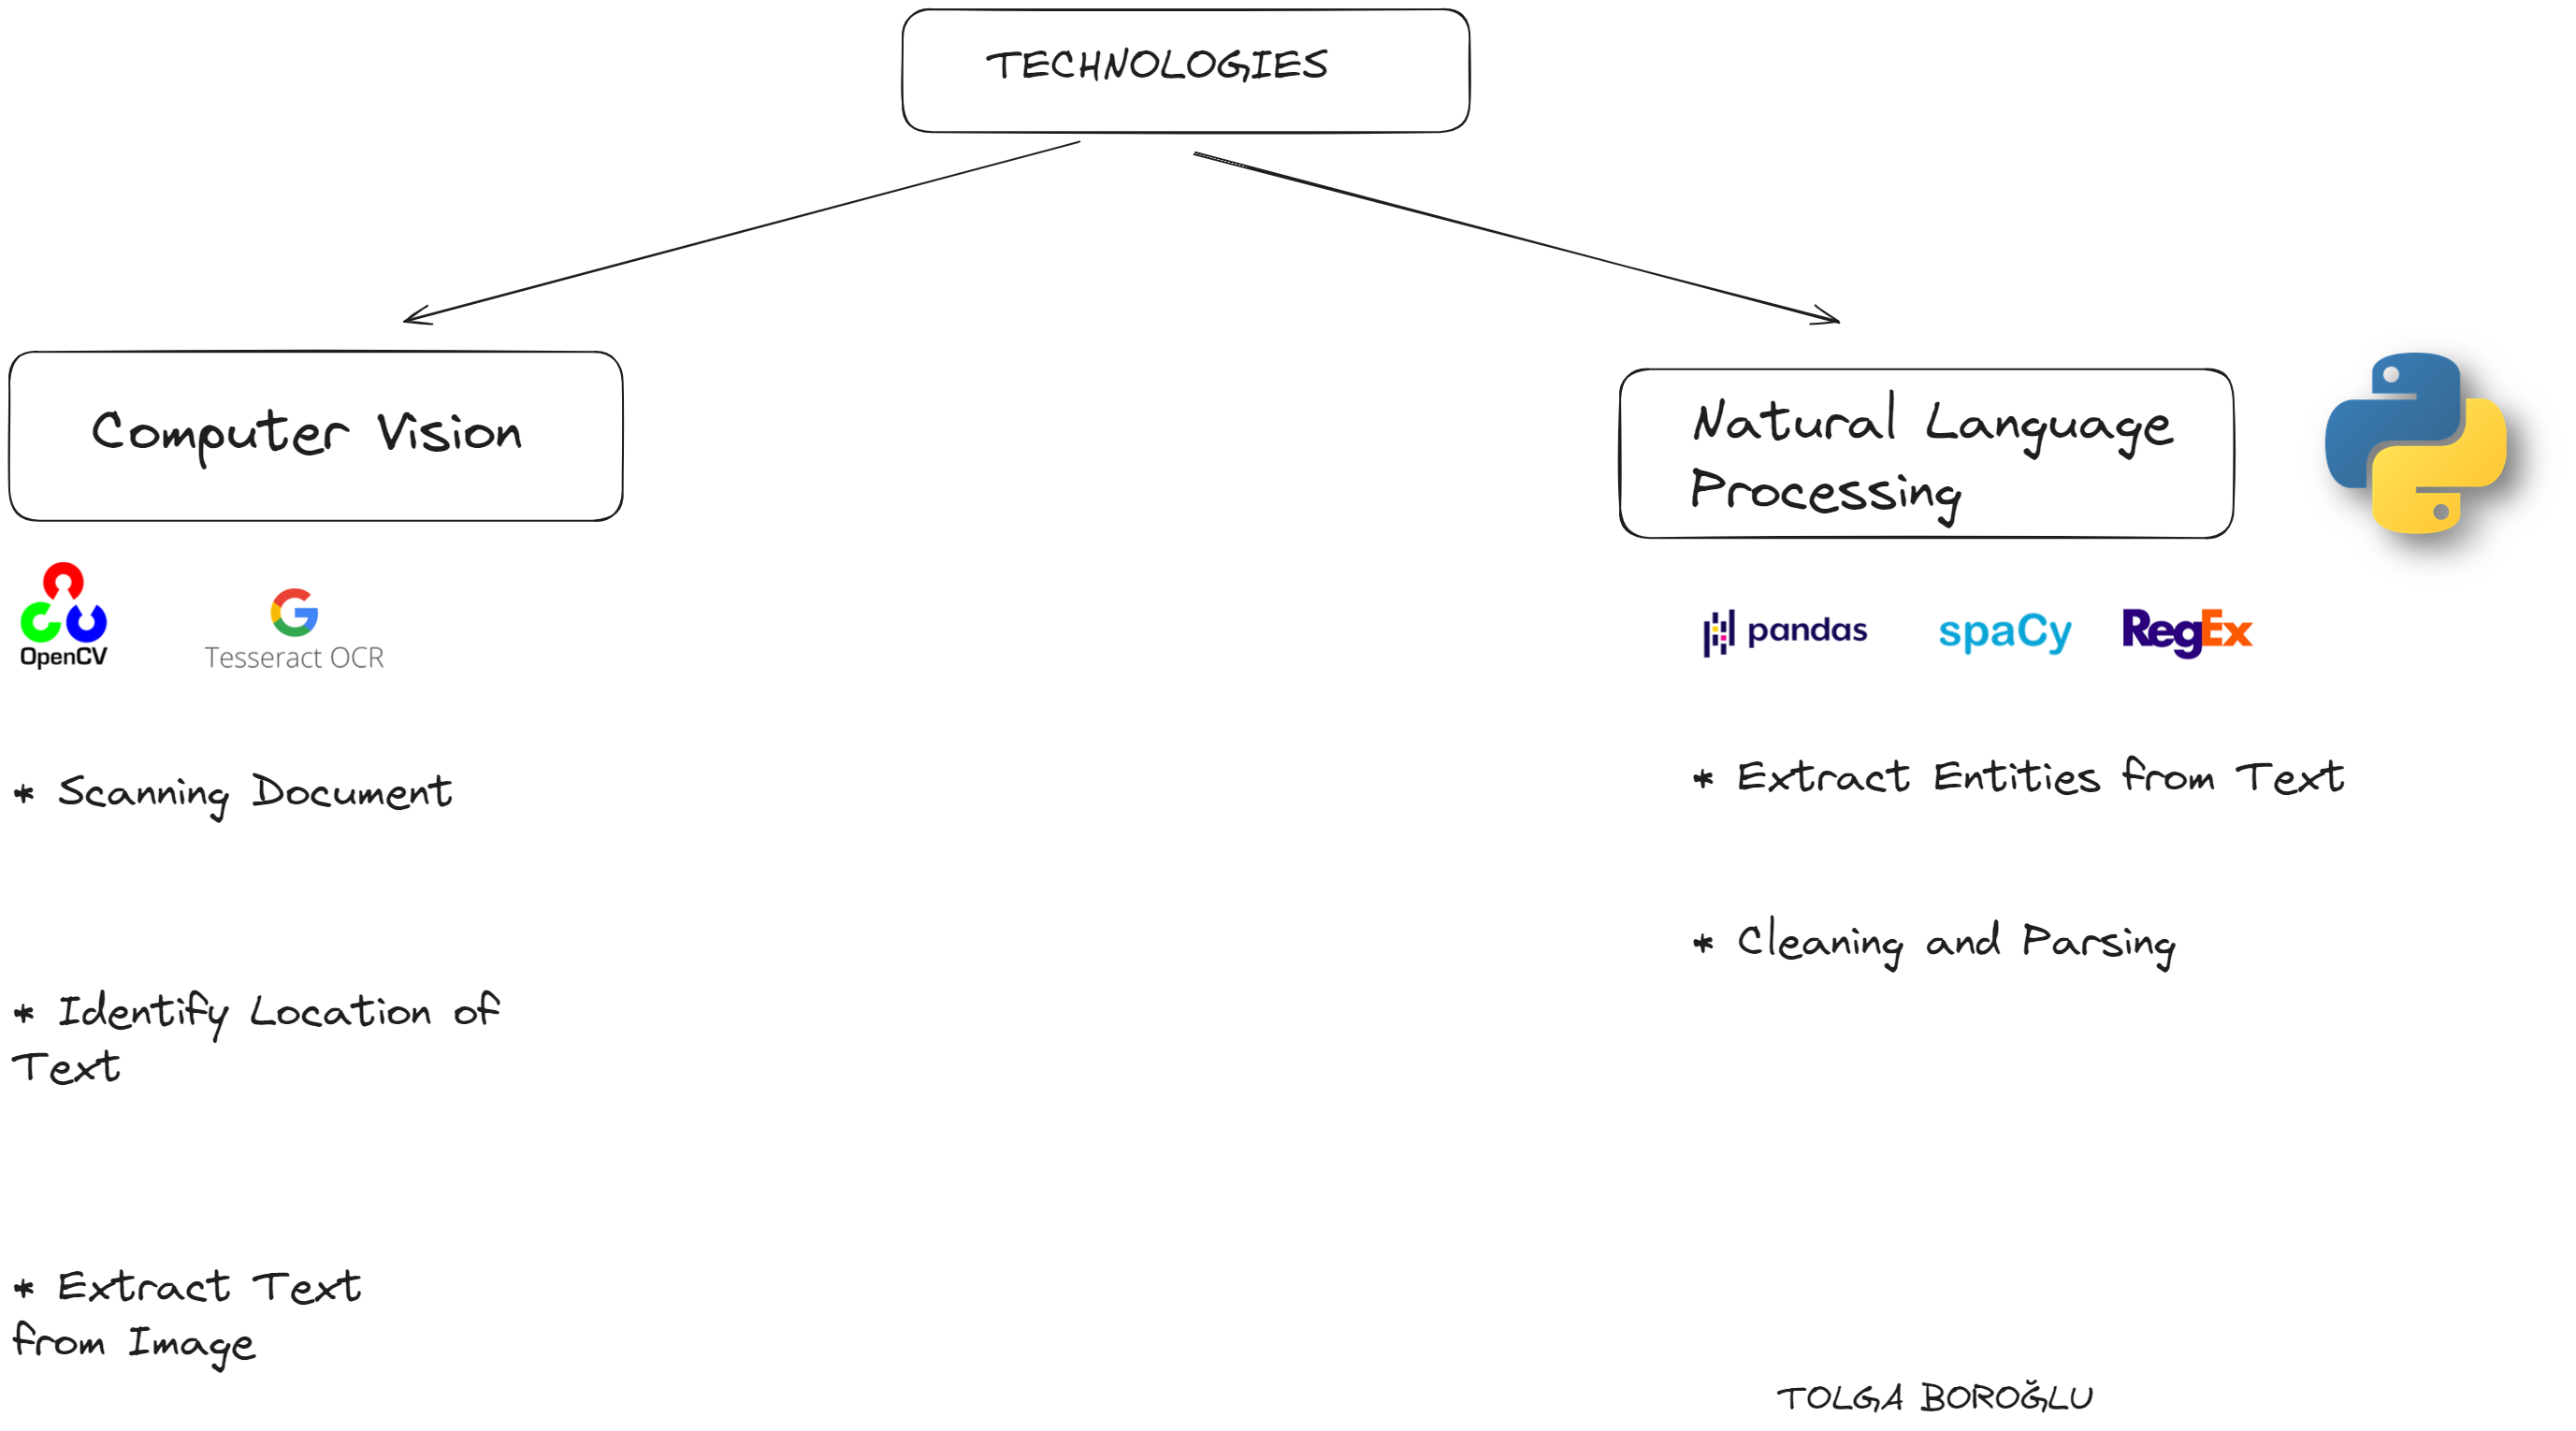 TECHNOLOGIES
Computer Vision
Natural Language
Processing
OpenCV
Tesseract OCR
pandas
spaCy
RegEx
* Scanning Document
* Identify Location of
Text
* Extract Text
from Image
* Extract Entities from Text
* Cleaning and Parsing
TOLGA BOROĞLU